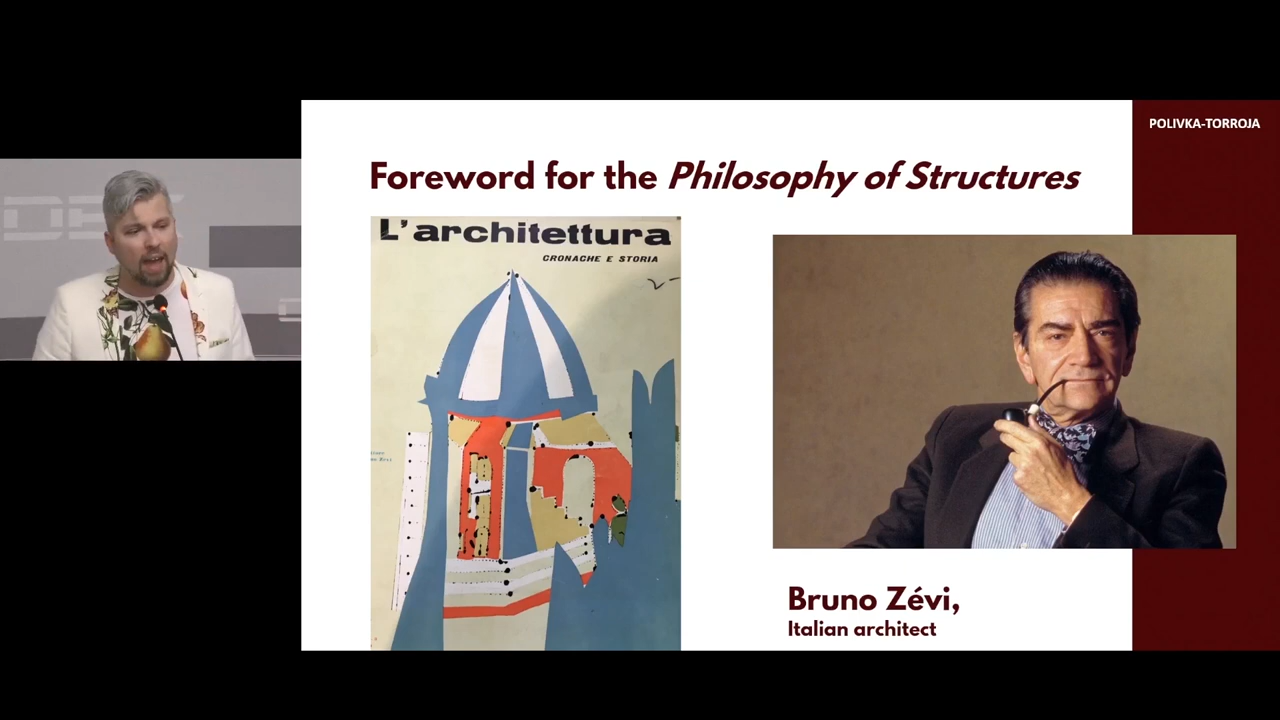 POLIVKA-TORROJA
Foreword for the Philosophy of Structures
L'architettura
CRONACHE E STORIA
Bruno Zévi,
Italian architect